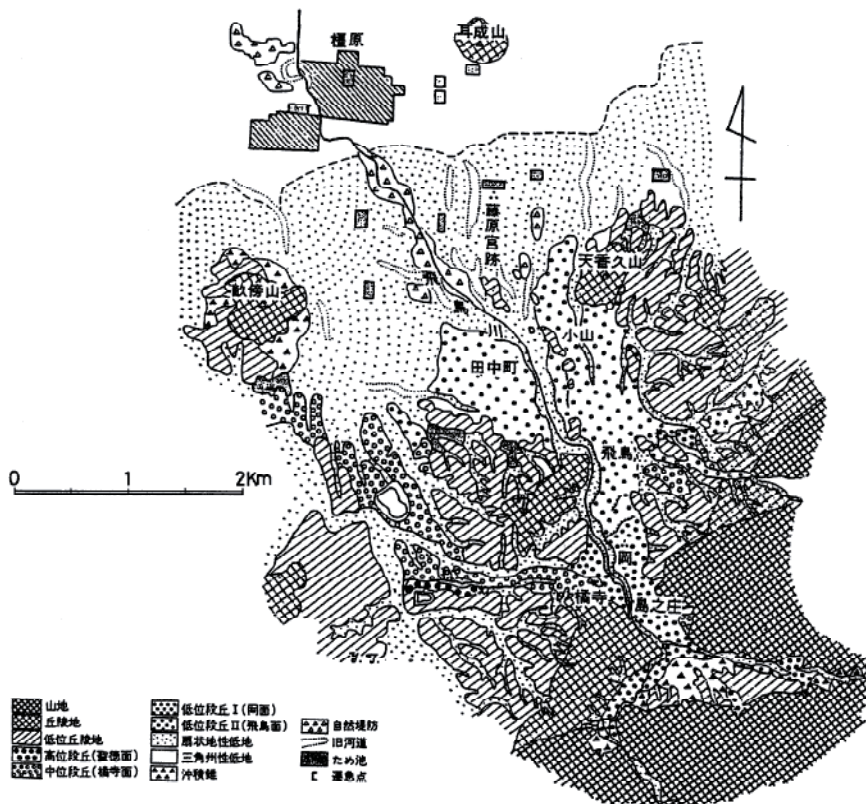 橿原
耳成山
藤原宮跡
天香久山
畝傍山
飛鳥川
小山
田中町
飛鳥
0 1 2Km
岡
橘寺
島之庄
山地
丘陵地
低位丘陵地
高位段丘(聖徳面)
中位段丘(橘寺面)
低位段丘I(岡面)
低位段丘II(飛鳥面)
扇状地性低地
三角州性低地
沖積錐
自然堤防
旧河道
ため池
遷急点